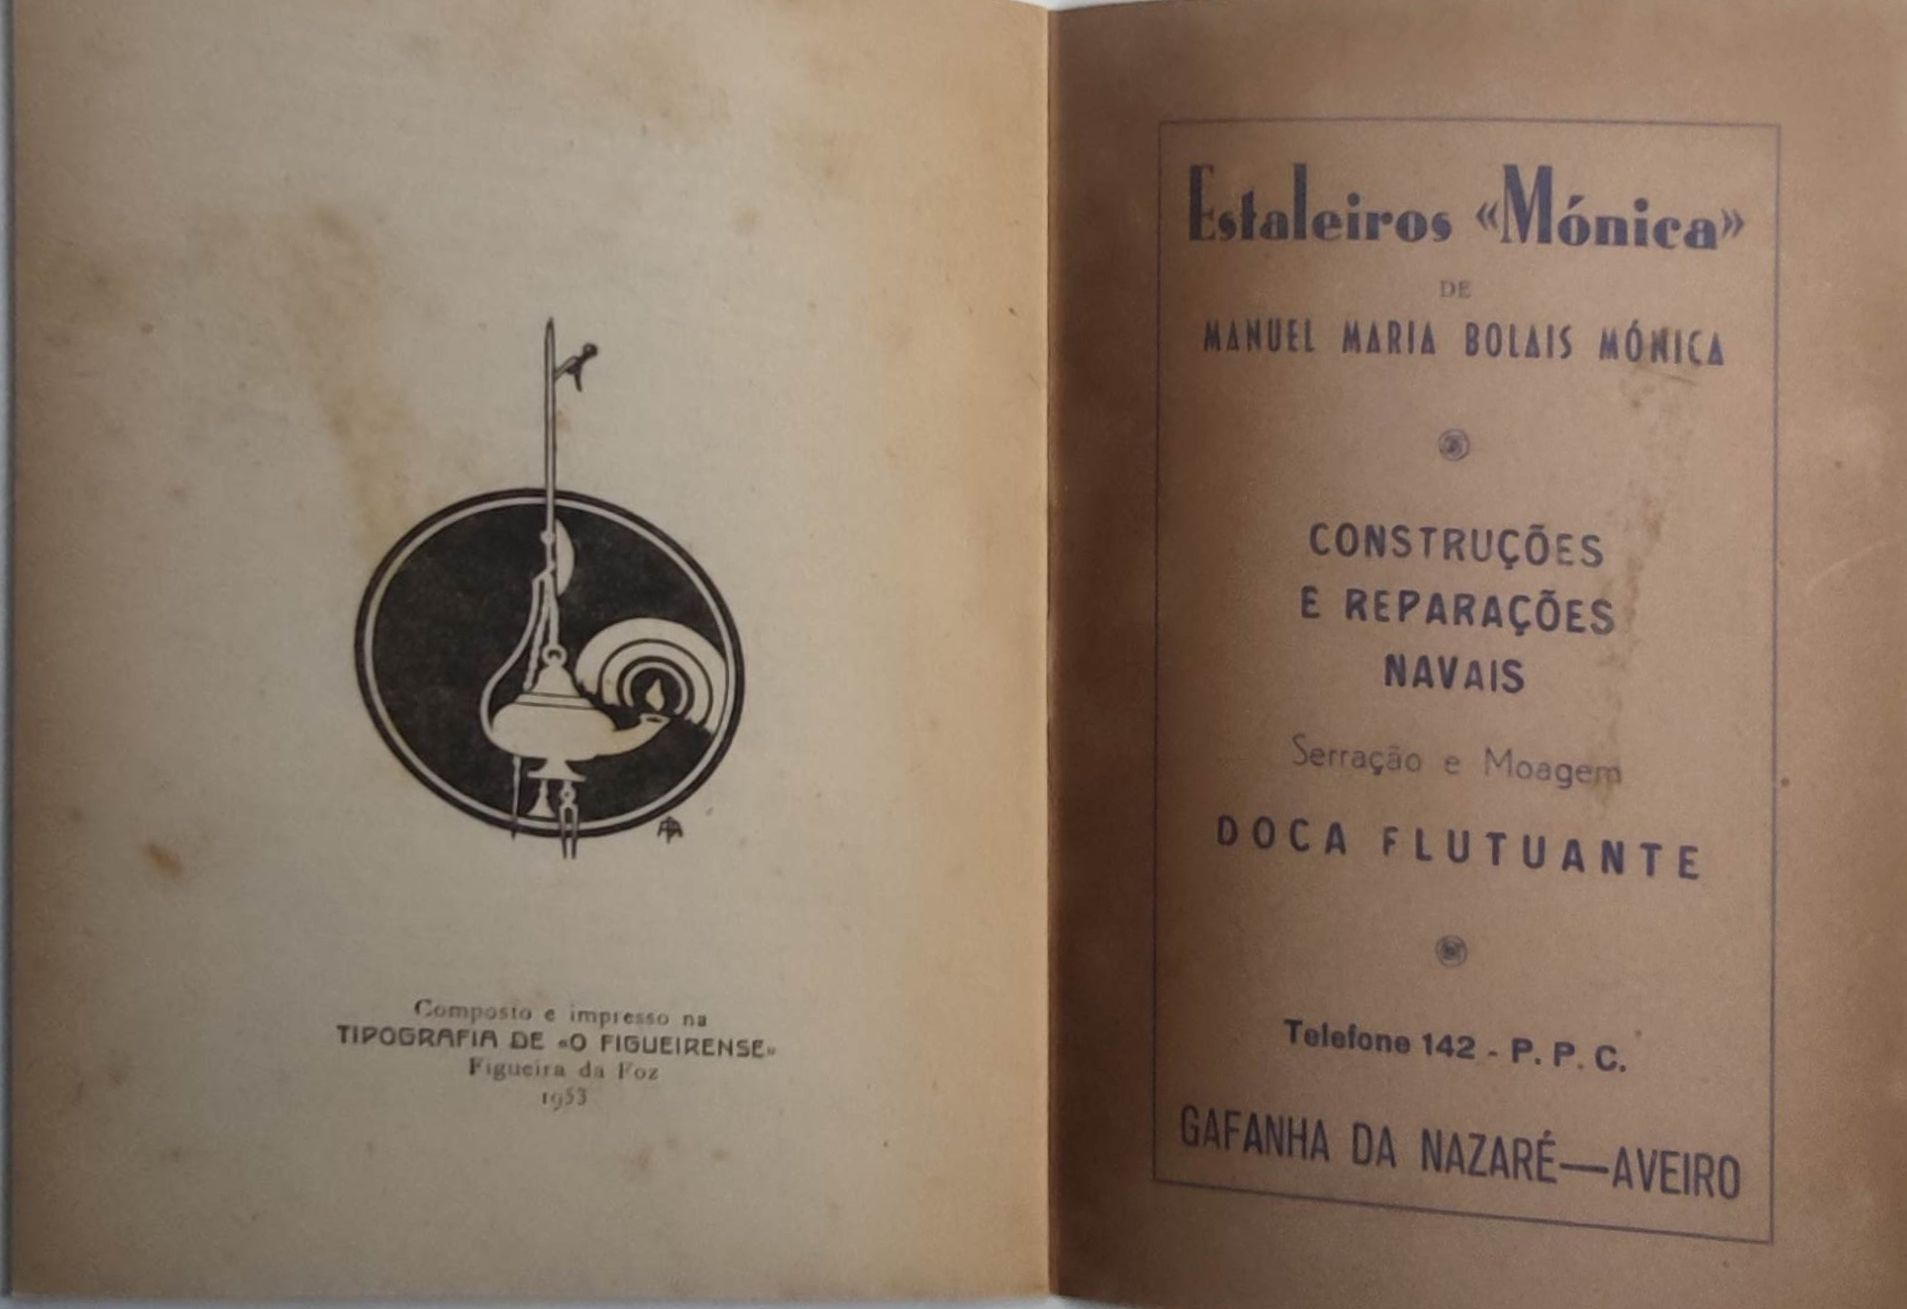 Composto e impresso na
TIPOGRAFIA DE «O FIGUEIRENSE»
Figueira da Foz
1953
Estaleiros «Mónica»
DE
MANUEL MARIA BOLAIS MÓNICA
CONSTRUÇÕES
E REPARAÇÕES
NAVAIS
Serração e Moagem
DOCA FLUTUANTE
Telefone 142 - P. P. C.
GAFANHA DA NAZARÉ—AVEIRO